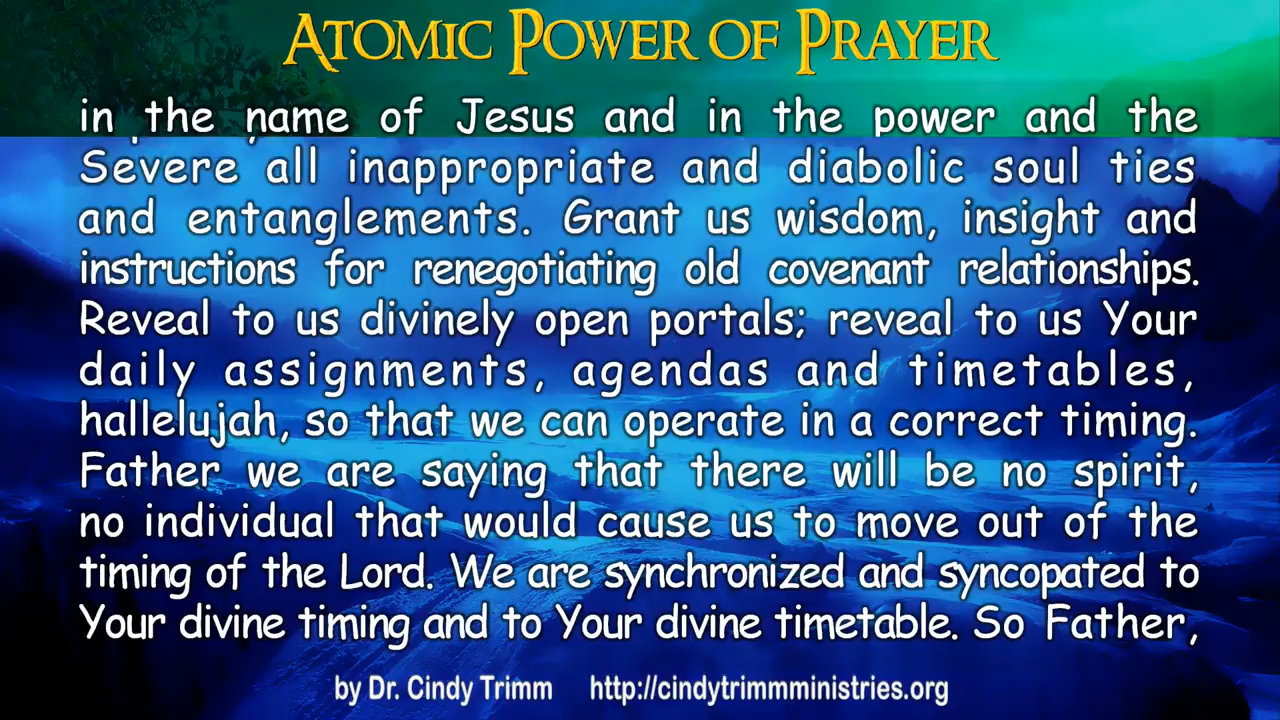 ATOMIC POWER OF PRAYER
in the name of Jesus and in the power and the
Severe all inappropriate and diabolic soul ties
and entanglements. Grant us wisdom, insight and
instructions for renegotiating old covenant relationships.
Reveal to us divinely open portals; reveal to us Your
daily assignments, agendas and timetables,
hallelujah, so that we can operate in a correct timing.
Father we are saying that there will be no spirit,
no individual that would cause us to move out of the
timing of the Lord. We are synchronized and syncopated to
Your divine timing and to Your divine timetable. So Father,
by Dr. Cindy Trimm http://cindytrimmministries.org